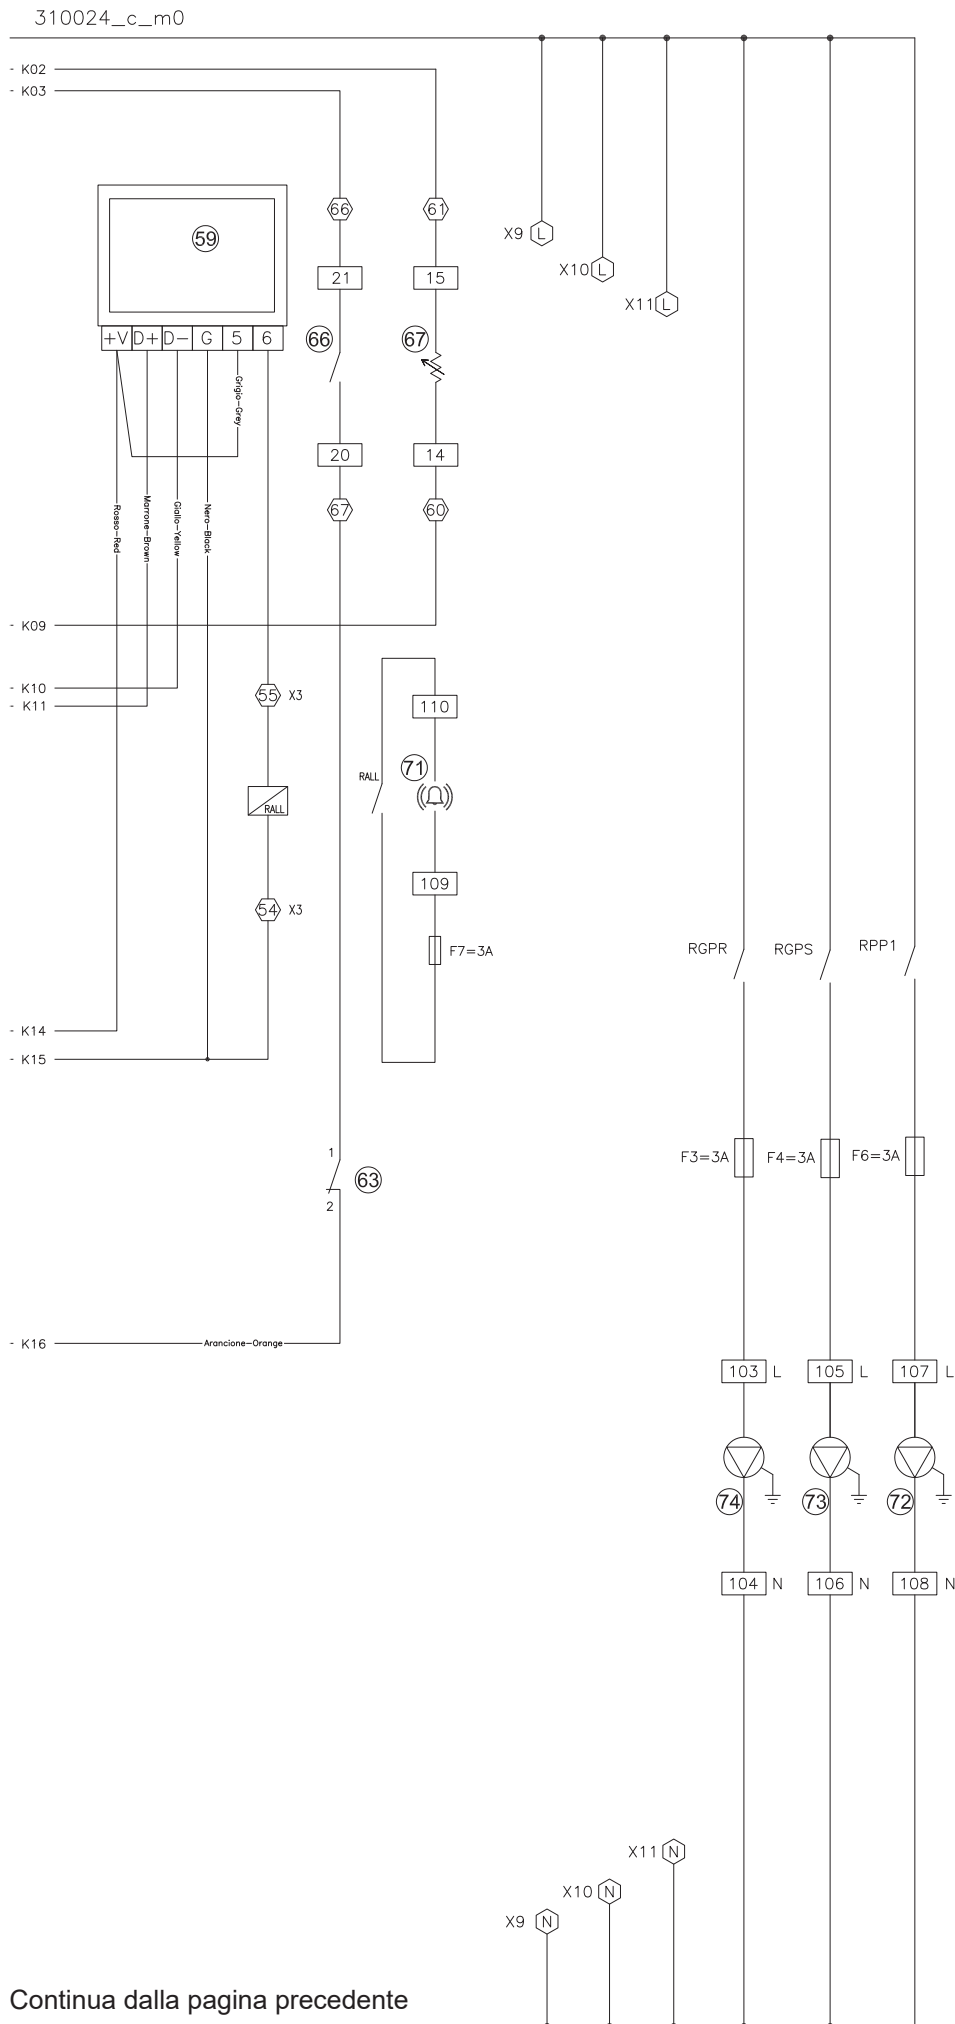 310024_c_m0
- K02
- K03
66
61
59
X9 L
X10 L
21
15
X11 L
+V D+ D- G 5 6
66
67
Grigio-Grey
20
14
Rosso-Red
Marrone-Brown
Giallo-Yellow
Nero-Black
67
60
- K09
- K10
- K11
55 X3
110
RALL
71
RALL
109
54 X3
F7=3A
RGPR
RGPS
RPP1
- K14
- K15
1
63
2
F3=3A
F4=3A
F6=3A
- K16
Arancione-Orange
103 L
105 L
107 L
74
73
72
104 N
106 N
108 N
X11 N
X10 N
X9 N
Continua dalla pagina precedente